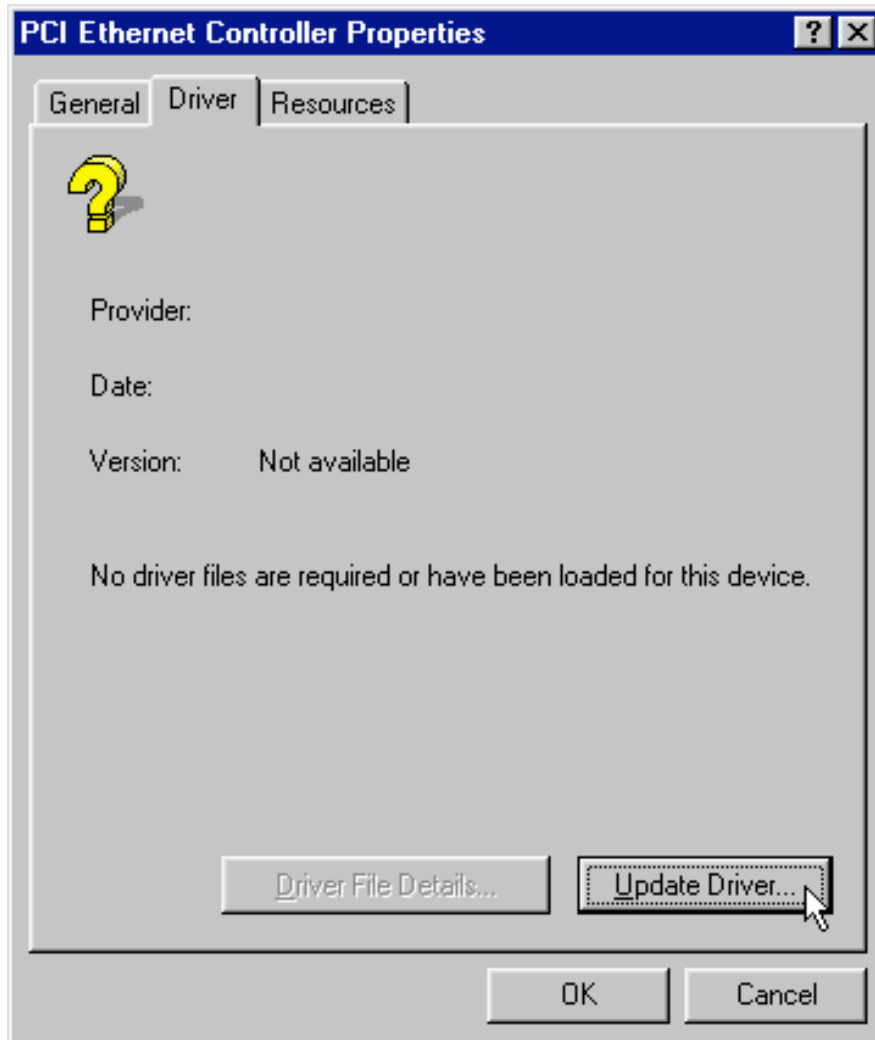 PCI Ethernet Controller Properties
General Driver Resources
Provider:
Date:
Version: Not available
No driver files are required or have been loaded for this device.
Driver File Details... Update Driver...
OK Cancel